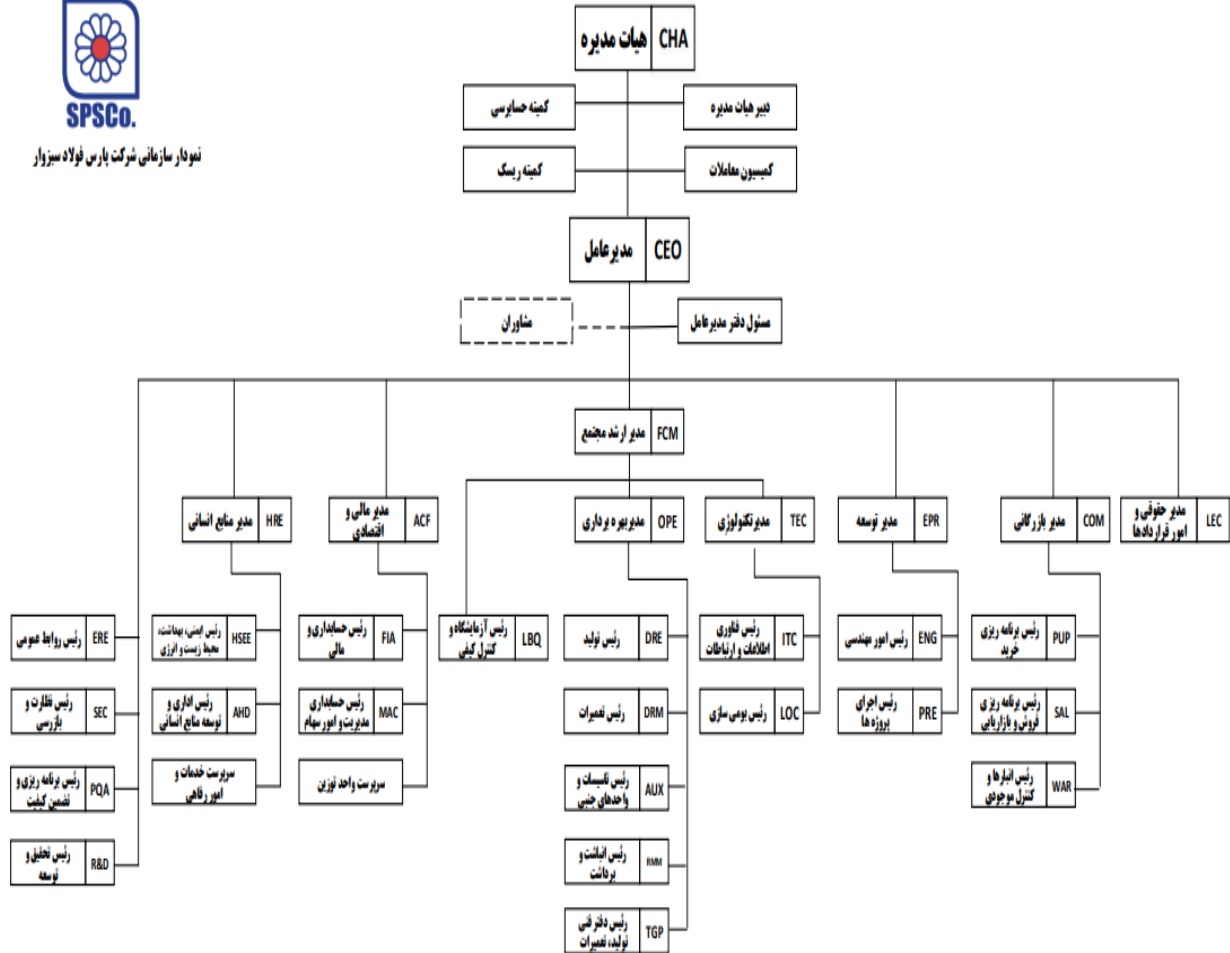 هیات مدیره CHA
SPSCo.
نمودار سازمانی شرکت پارس فولاد سبزوار
دبیر هیات مدیره
کمیته حسابرسی
کمیسیون معاملات
کمیته ریسک
مدیرعامل CEO
مسئول دفتر مدیرعامل
مشاوران
مدیر ارشد مجتمع FCM
مدیر حقوقی و
امور قراردادها
LEC
مدیر بازرگانی COM
مدیر توسعه EPR
مدیرتکنولوژی TEC
مدیربهره برداری OPE
مدیر مالی و
اقتصادی
ACF
مدیر منابع انسانی HRE
رئیس برنامه ریزی
خرید
PUP
رئیس برنامه ریزی
فروش و بازاریابی
SAL
رئیس انبارها و
کنترل موجودی
WAR
رئیس امور مهندسی ENG
رئیس اجرای
پروژه ها
PRE
رئیس فناوری
اطلاعات و ارتباطات
ITC
رئیس بومی سازی LOC
رئیس تولید DRE
رئیس تعمیرات DRM
رئیس تاسیسات و
واحدهای جنبی
AUX
رئیس انباشت و
برداشت
RMM
رئیس دفتر فنی
تولید، تعمیرات
TGP
رئیس آزمایشگاه و
کنترل کیفی
LBQ
رئیس حسابداری و
مالی
FIA
رئیس حسابداری
مدیریت و امور سهام
MAC
سرپرست واحد توزین
رئیس ایمنی، بهداشت،
محیط زیست و انرژی
HSEE
رئیس اداری و
توسعه منابع انسانی
AHD
سرپرست خدمات و
امور رفاهی
رئیس روابط عمومی ERE
رئیس نظارت و
بازرسی
SEC
رئیس برنامه ریزی و
تضمین کیفیت
PQA
رئیس تحقیق و
توسعه
R&D